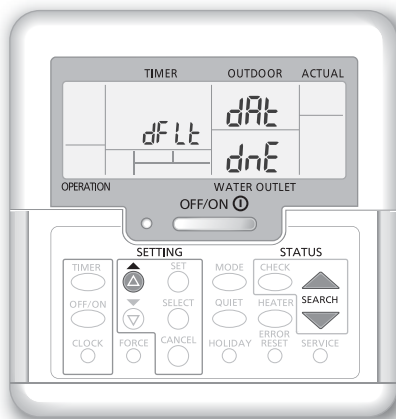 TIMER OUTDOOR ACTUAL
dFLt dAt
dnE
OPERATION WATER OUTLET
OFF/ON
SETTING STATUS
TIMER SET MODE CHECK
OFF/ON SELECT QUIET HEATER SEARCH
CLOCK FORCE CANCEL HOLIDAY ERROR RESET SERVICE